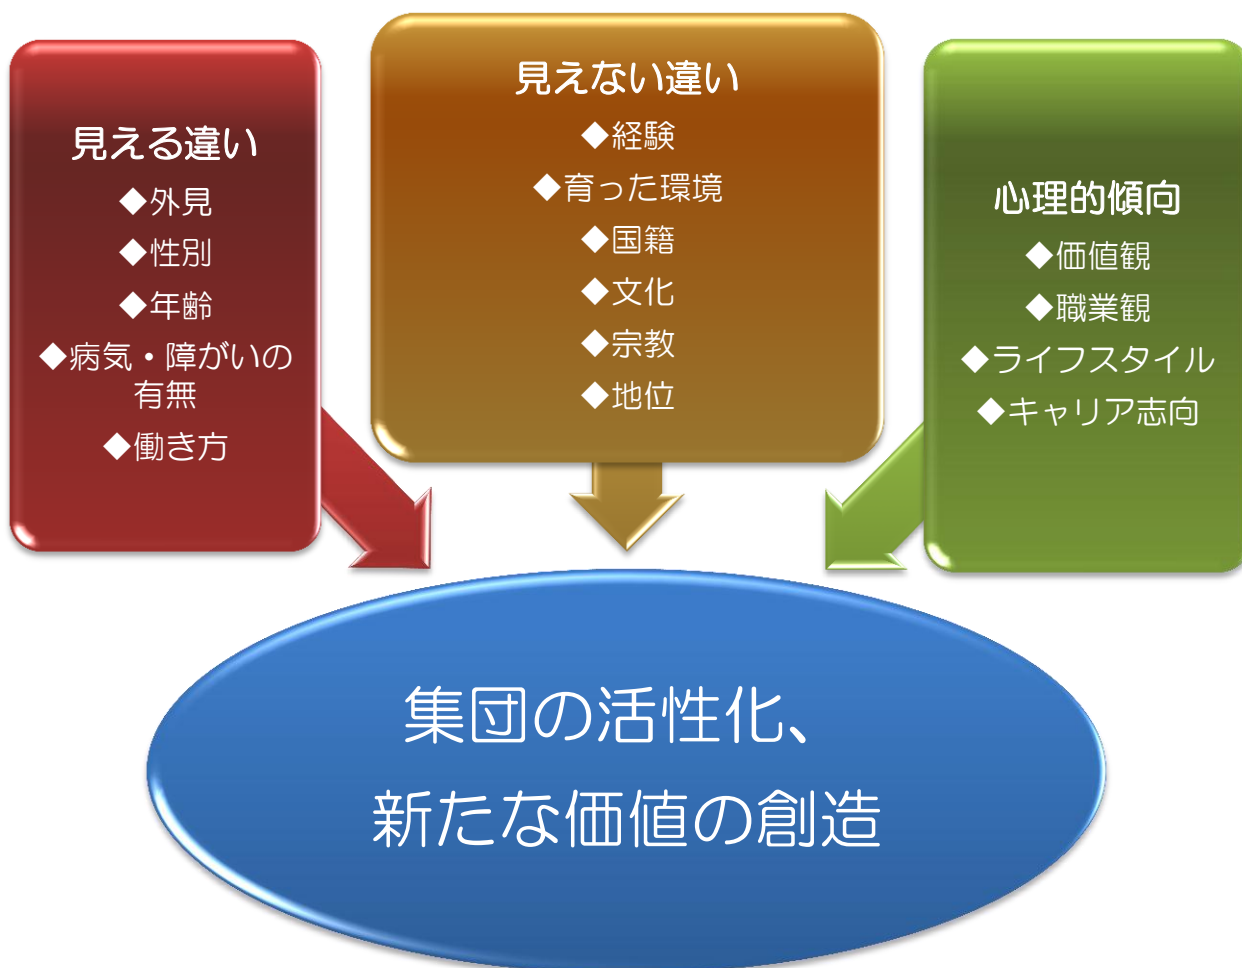 見える違い
◆外見
◆性別
◆年齢
◆病気・障がいの
有無
◆働き方
見えない違い
◆経験
◆育った環境
◆国籍
◆文化
◆宗教
◆地位
心理的傾向
◆価値観
◆職業観
◆ライフスタイル
◆キャリア志向
集団の活性化、
新たな価値の創造